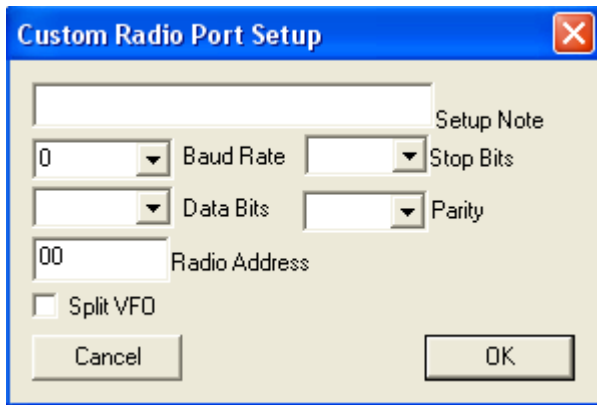 Custom Radio Port Setup
Setup Note
0 Baud Rate Stop Bits
Data Bits Parity
00 Radio Address
Split VFO
Cancel OK